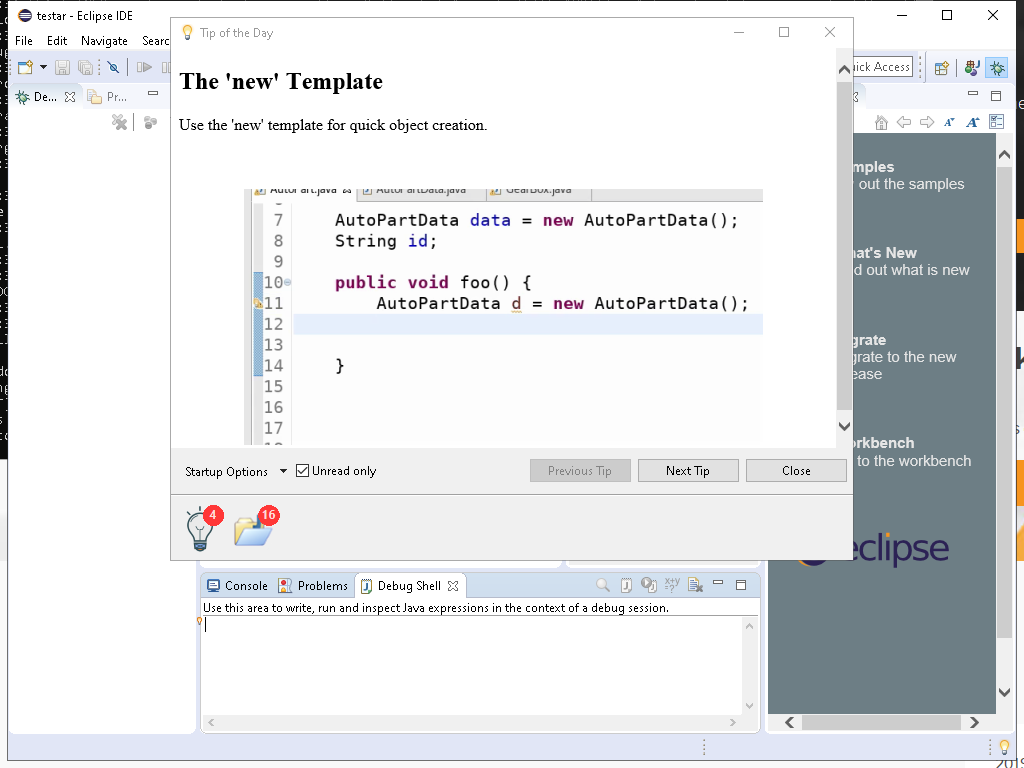 testar - Eclipse IDE
File Edit Navigate Searc
Tip of the Day
ick Access
De... Pr...
The 'new' Template
Use the 'new' template for quick object creation.
AutoPart.java AutoPartData.java GearBox.java
7 AutoPartData data = new AutoPartData();
8 String id;
9
10 public void foo() {
11 AutoPartData d = new AutoPartData();
12
13
14 }
15
16
17
Startup Options Unread only Previous Tip Next Tip Close
4 16
mples
out the samples
at's New
d out what is new
grate
grate to the new
ease
rkbench
to the workbench
eclipse
Console Problems Debug Shell
Use this area to write, run and inspect Java expressions in the context of a debug session.